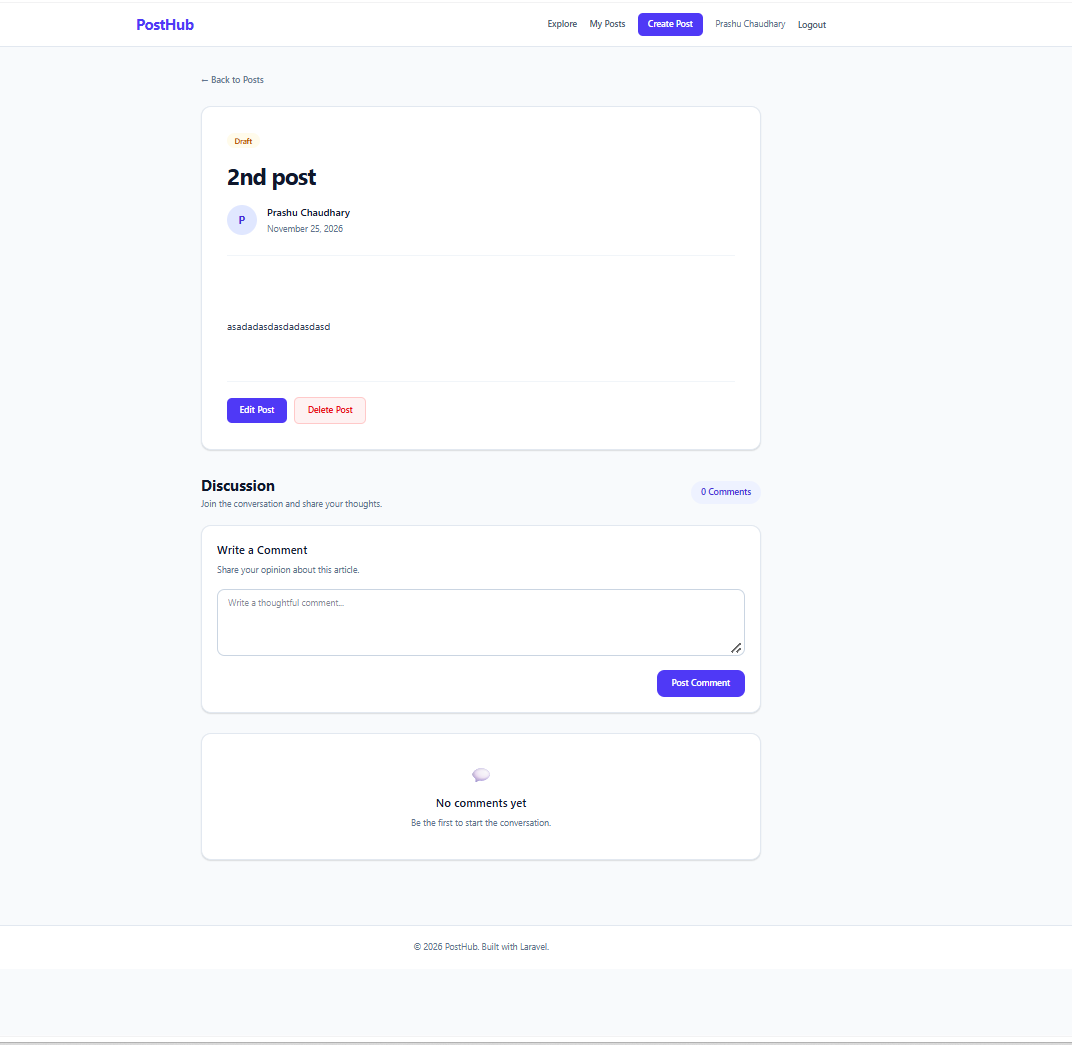 PostHub
Explore My Posts Create Post Prashu Chaudhary Logout
← Back to Posts
Draft
2nd post
P
Prashu Chaudhary
November 25, 2026
asadadasdasdadasdasd
Edit Post Delete Post
Discussion
Join the conversation and share your thoughts.
0 Comments
Write a Comment
Share your opinion about this article.
Write a thoughtful comment...
Post Comment
No comments yet
Be the first to start the conversation.
© 2026 PostHub. Built with Laravel.